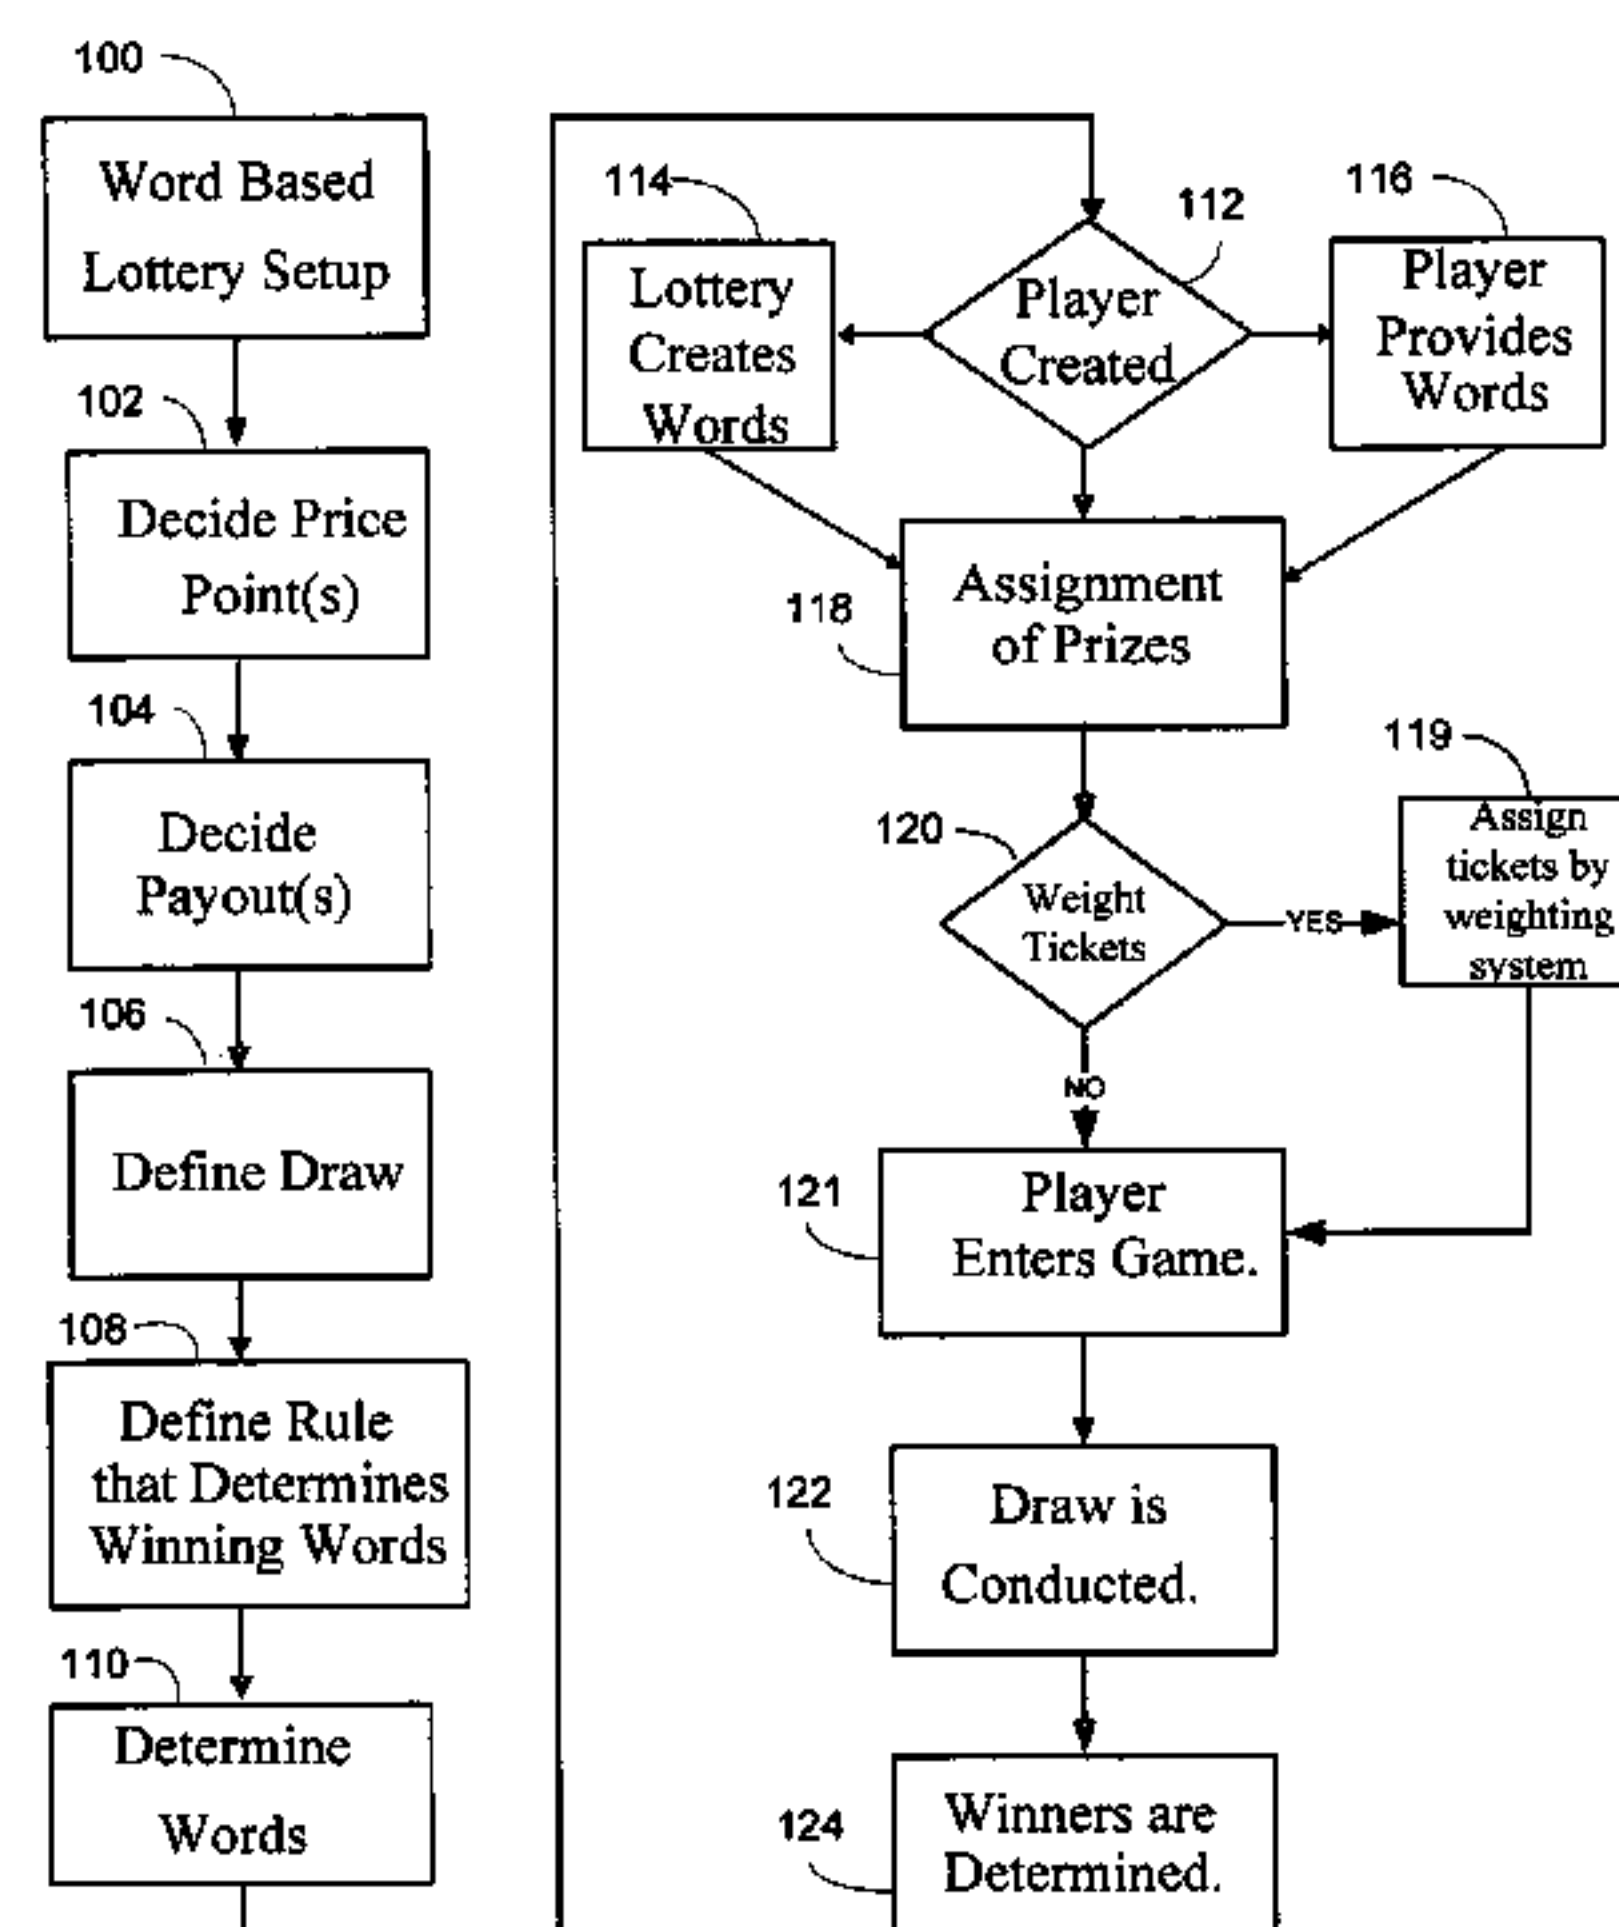 100
Word Based
Lottery Setup
102
Decide Price
Point(s)
104
Decide
Payout(s)
106
Define Draw
108
Define Rule
that Determines
Winning Words
110
Determine
Words
114
Lottery
Creates
Words
112
Player
Created
116
Player
Provides
Words
118
Assignment
of Prizes
120
Weight
Tickets
YES
119
Assign
tickets by
weighting
system
NO
121
Player
Enters Game.
122
Draw is
Conducted.
124
Winners are
Determined.